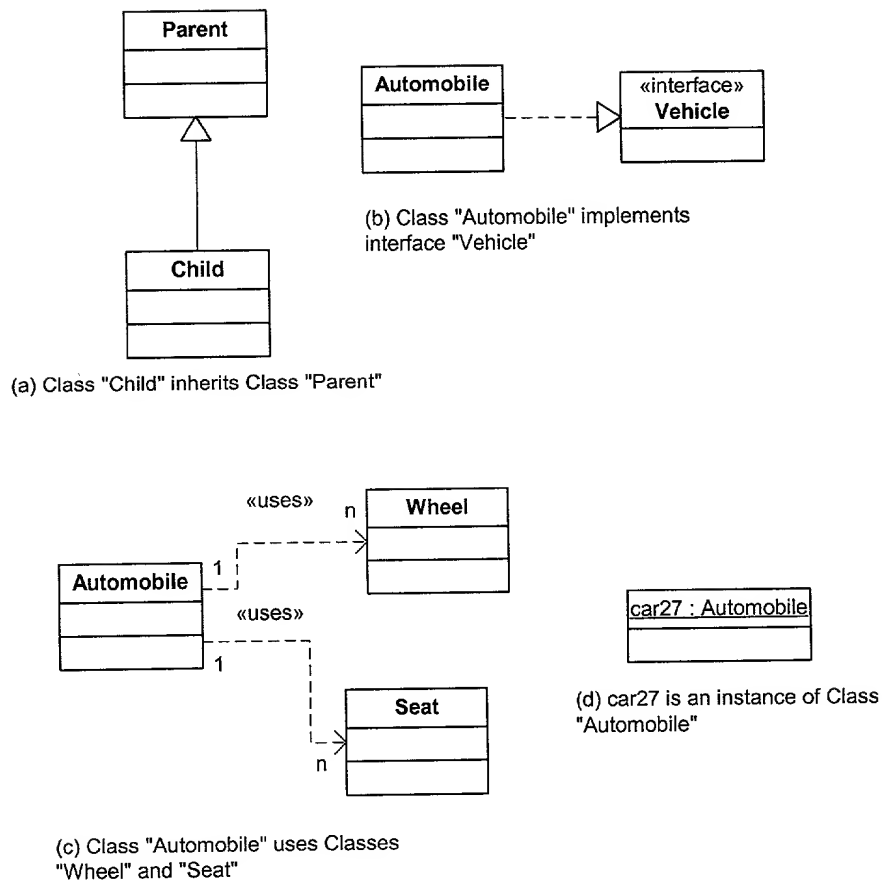 Parent
Child
(a) Class "Child" inherits Class "Parent"
Automobile
«interface»
Vehicle
(b) Class "Automobile" implements
interface "Vehicle"
«uses»
n
Wheel
Automobile
1
«uses»
1
Seat
n
(c) Class "Automobile" uses Classes
"Wheel" and "Seat"
car27 : Automobile
(d) car27 is an instance of Class
"Automobile"